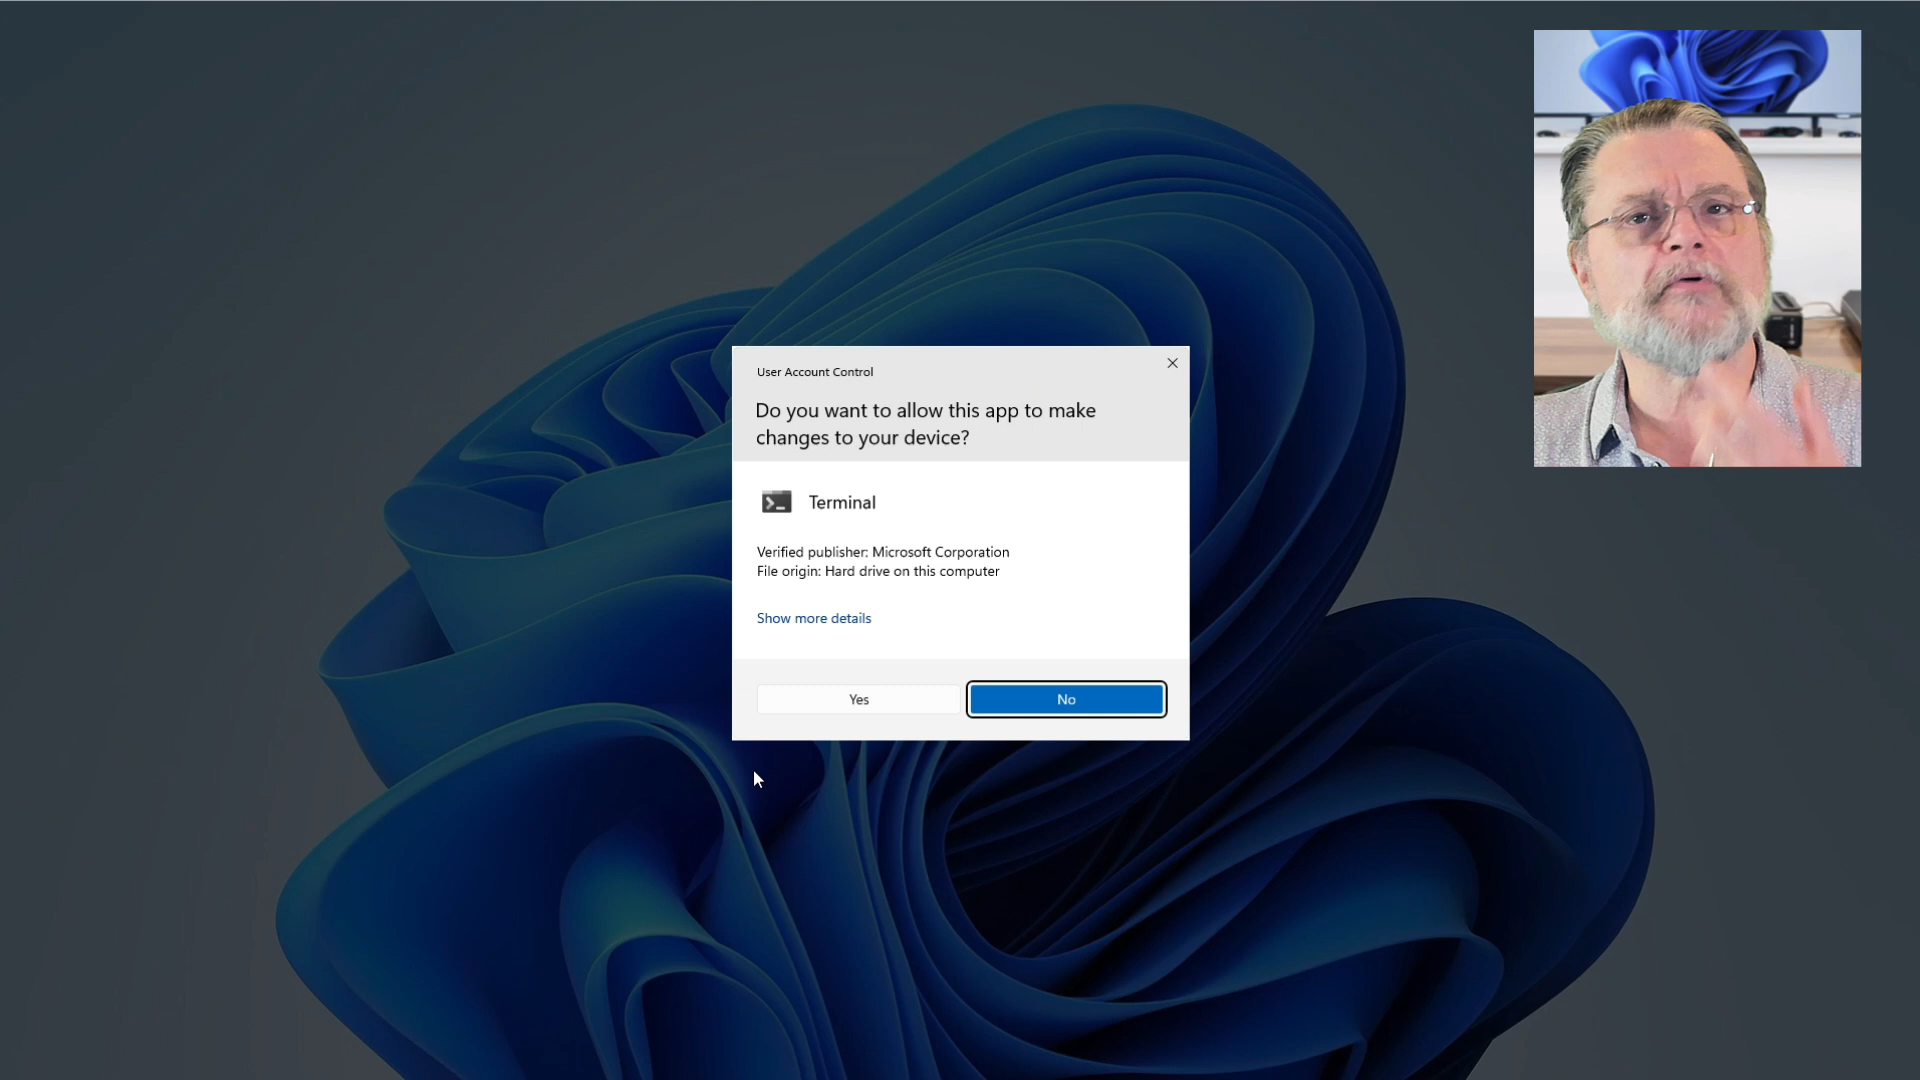 User Account Control
Do you want to allow this app to make
changes to your device?
Terminal
Verified publisher: Microsoft Corporation
File origin: Hard drive on this computer
Show more details
Yes
No